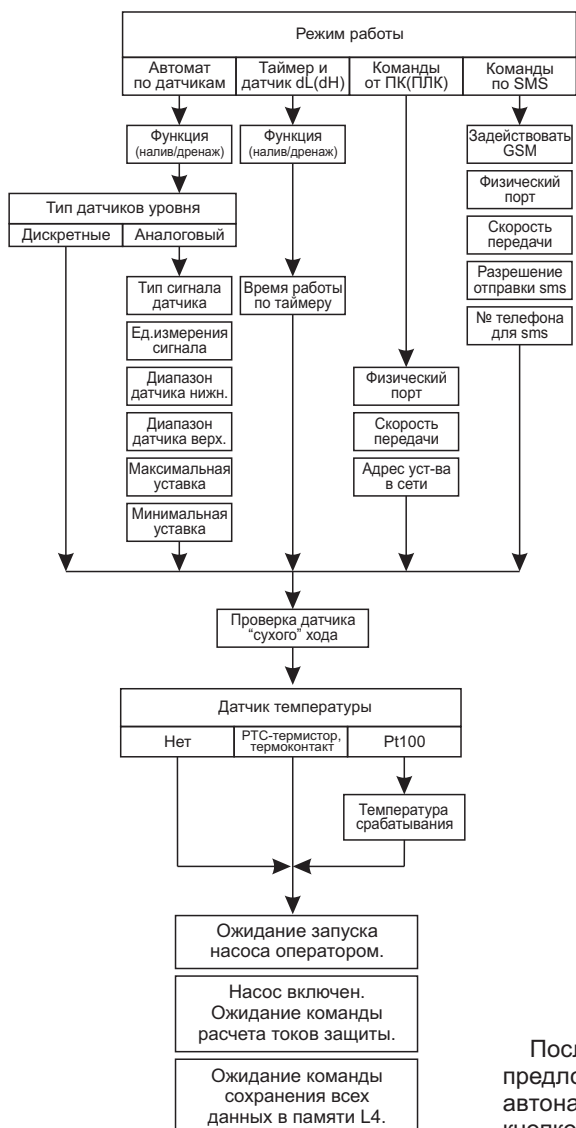 Режим работы
Автомат
по датчикам
Таймер и
датчик dL(dH)
Команды
от ПК(ПЛК)
Команды
по SMS
Функция
(налив/дренаж)
Функция
(налив/дренаж)
Задействовать
GSM
Физический
порт
Скорость
передачи
Разрешение
отправки sms
№ телефона
для sms
Тип датчиков уровня
Дискретные
Аналоговый
Тип сигнала
датчика
Ед.измерения
сигнала
Диапазон
датчика нижн.
Диапазон
датчика верх.
Максимальная
уставка
Минимальная
уставка
Время работы
по таймеру
Физический
порт
Скорость
передачи
Адрес уст-ва
в сети
Проверка датчика
“сухого” хода
Датчик температуры
Нет
РТС-термистор,
термоконтакт
Pt100
Температура
срабатывания
Ожидание запуска
насоса оператором.
Насос включен.
Ожидание команды
расчета токов защиты.
Ожидание команды
сохранения всех
данных в памяти L4.